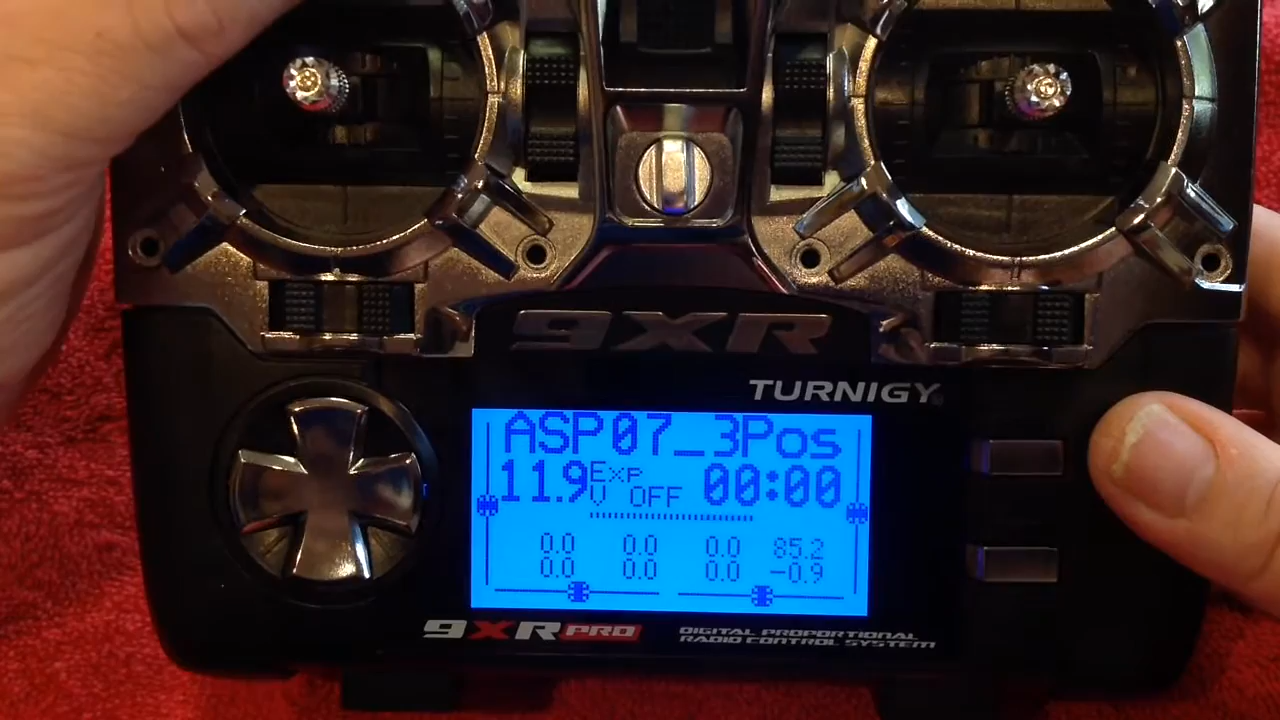 9XR
TURNIGY
ASP07_3Pos
11.9 Exp 00:00
V OFF
0.0 0.0 0.0 85.2
0.0 0.0 0.0 -0.9
9XR PRO
DIGITAL PROPORTIONAL
RADIO CONTROL SYSTEM